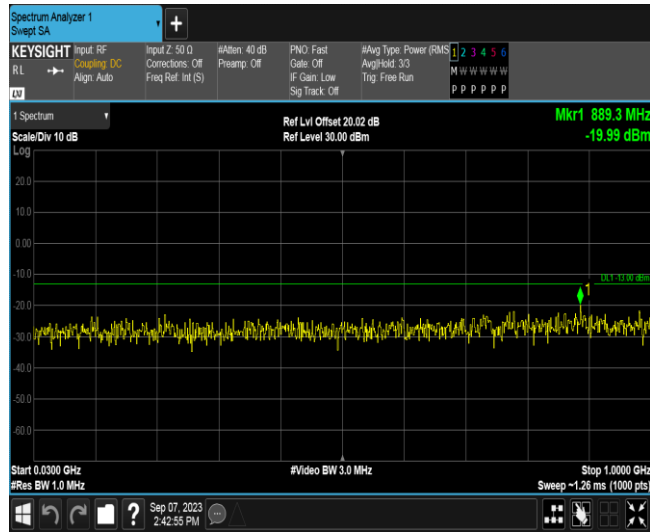 Spectrum Analyzer 1
Swept SA
KEYSIGHT
RL
LXI
Input: RF
Coupling: DC
Align: Auto
Input Z: 50 Ω
Corrections: Off
Freq Ref: Int (S)
#Atten: 40 dB
Preamp: Off
PNO: Fast
Gate: Off
IF Gain: Low
Sig Track: Off
#Avg Type: Power (RMS
Avg|Hold: 3/3
Trig: Free Run
1 2 3 4 5 6
M W W W W W
P P P P P P
1 Spectrum
Scale/Div 10 dB
Log
Ref Lvl Offset 20.02 dB
Ref Level 30.00 dBm
Mkr1 889.3 MHz
-19.99 dBm
20.0
10.0
0.00
-10.0
DL1 -13.00 dBm
1
-20.0
-30.0
-40.0
-50.0
-60.0
Start 0.0300 GHz
#Video BW 3.0 MHz
Stop 1.0000 GHz
#Res BW 1.0 MHz
Sweep ~1.26 ms (1000 pts)
?
Sep 07, 2023
2:42:55 PM